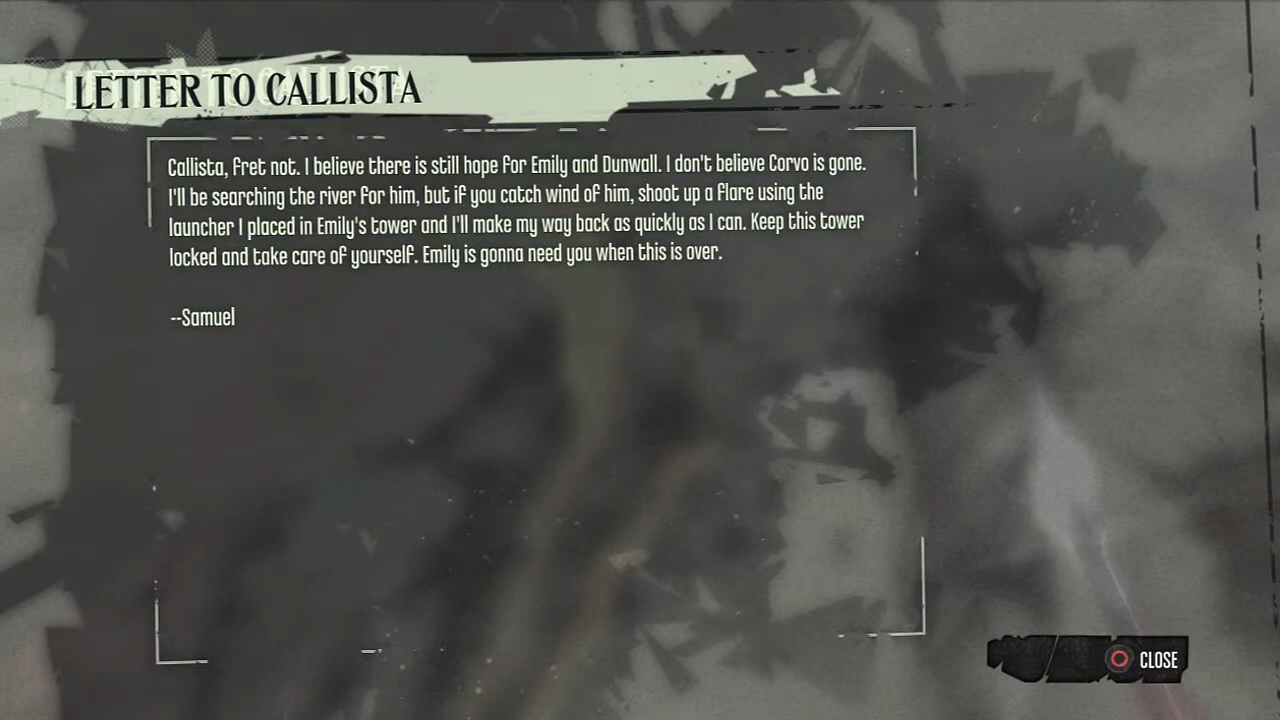 LETTER TO CALLISTA
Callista, fret not. I believe there is still hope for Emily and Dunwall. I don't believe Corvo is gone.
I'll be searching the river for him, but if you catch wind of him, shoot up a flare using the
launcher I placed in Emily's tower and I'll make my way back as quickly as I can. Keep this tower
locked and take care of yourself. Emily is gonna need you when this is over.
--Samuel
CLOSE